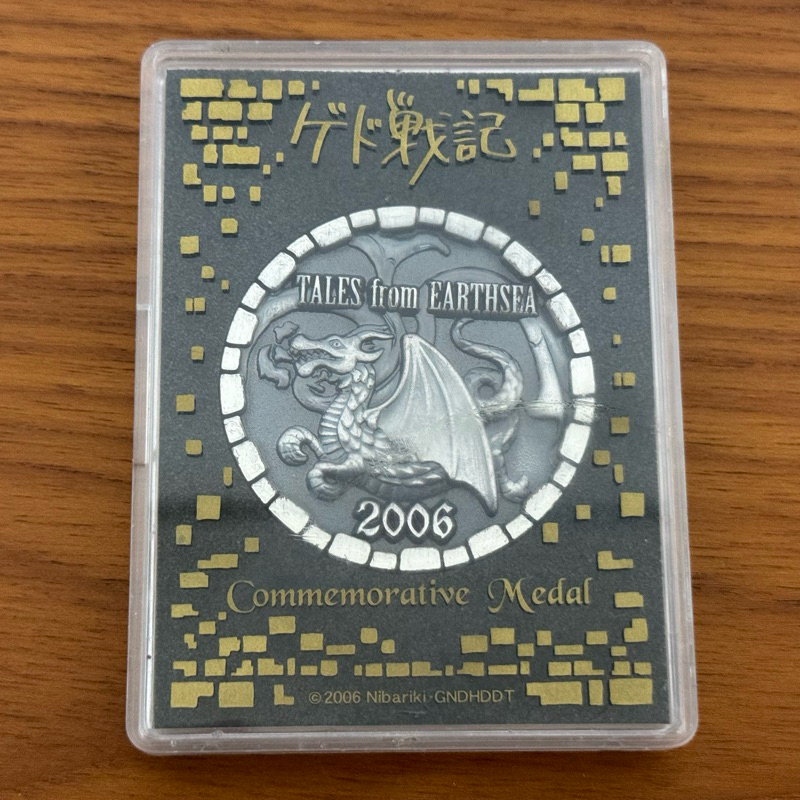 ゲド戦記
TALES from EARTHSEA
2006
Commemorative Medal
©2006 Nibariki・GNDHDDT